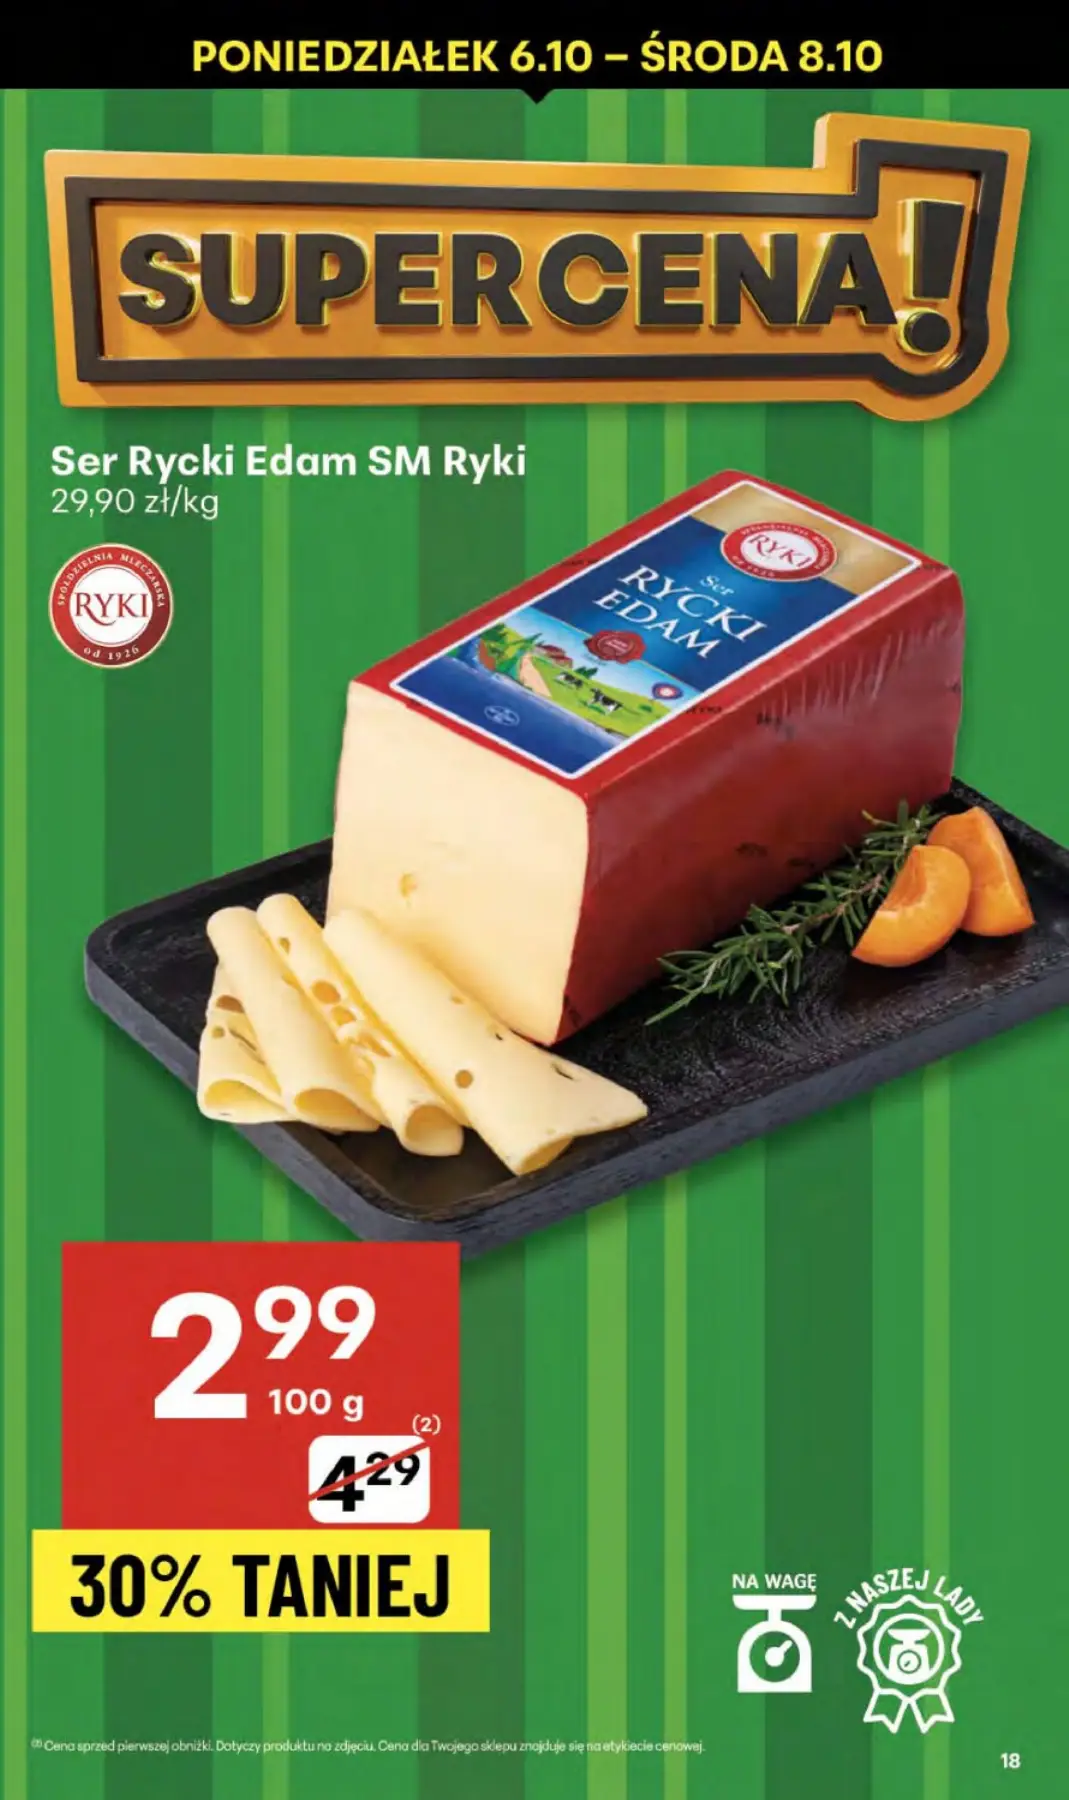 PONIEDZIAŁEK 6.10 – ŚRODA 8.10
SUPERCENA!
Ser Rycki Edam SM Ryki
29,90 zł/kg
SPÓŁDZIELNIA MLECZARSKA
RYKI
od 1926
RYKI
Ser
RYCKI
EDAM
2 99
100 g
(2)
4 29
30% TANIEJ
NA WAGĘ
Z NASZEJ LADY
(2) Cena sprzed pierwszej obniżki. Dotyczy produktu na zdjęciu. Cena dla Twojego sklepu znajduje się na etykiecie cenowej.
18